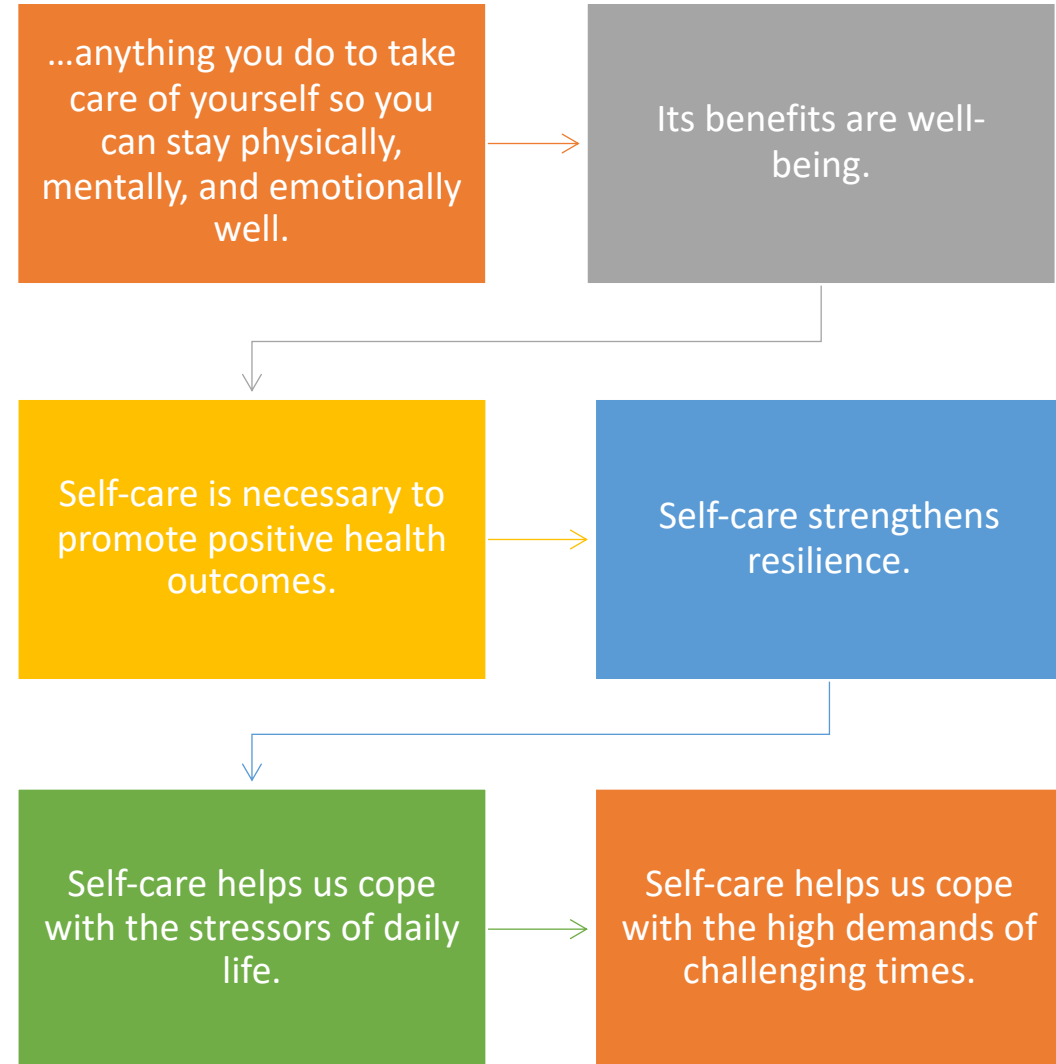 ...anything you do to take
care of yourself so you
can stay physically,
mentally, and emotionally
well.
Its benefits are well-
being.
Self-care is necessary to
promote positive health
outcomes.
Self-care strengthens
resilience.
Self-care helps us cope
with the stressors of daily
life.
Self-care helps us cope
with the high demands of
challenging times.